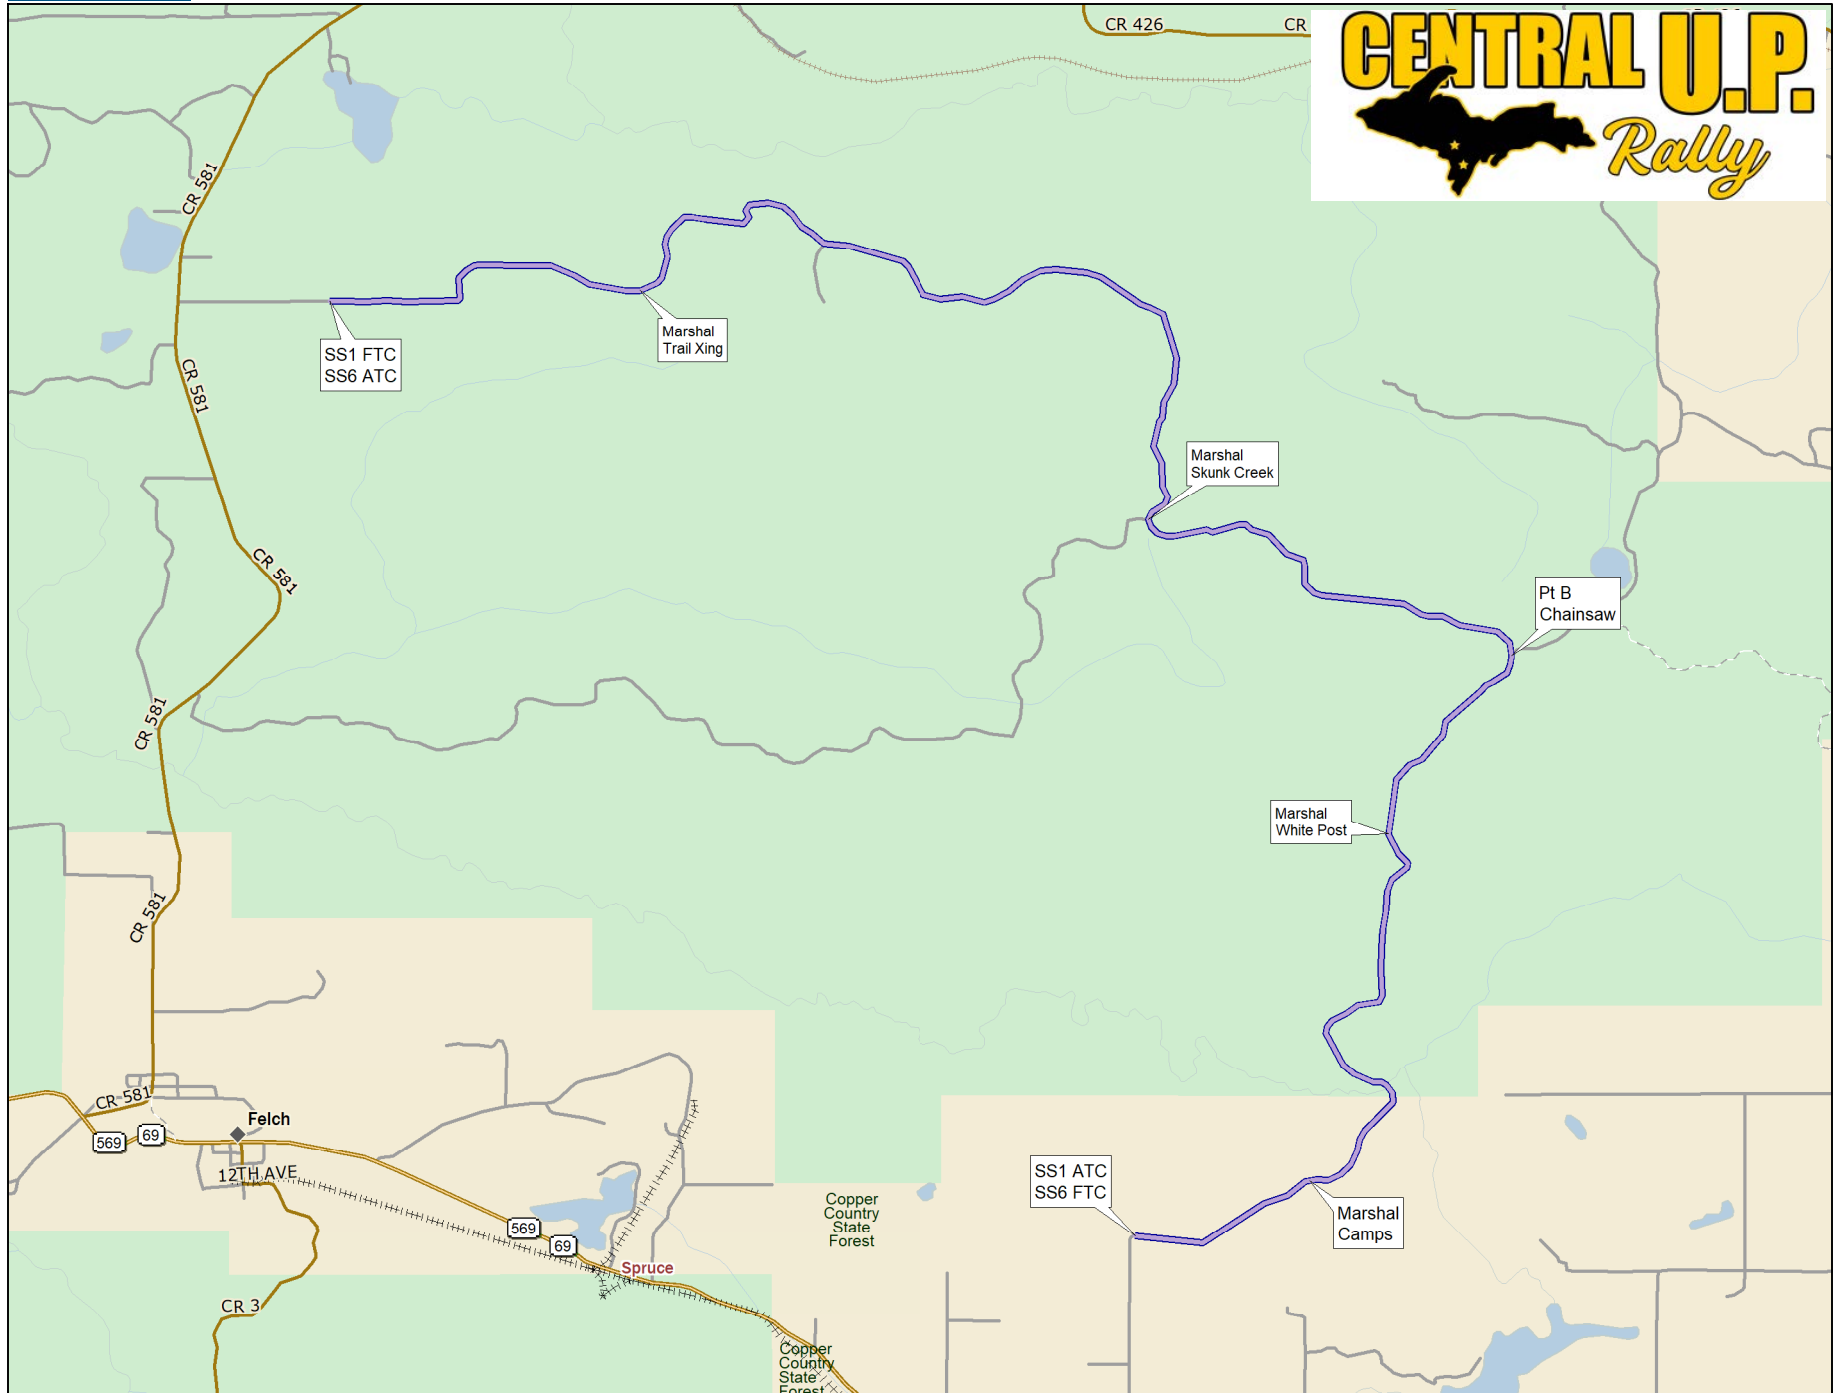 CR 426
CR
CENTRAL U.P.
Rally
CR 581
Marshal
Trail Xing
SS1 FTC
SS6 ATC
CR 581
Marshal
Skunk Creek
CR 581
Pt B
Chainsaw
CR 581
Marshal
White Post
CR 581
CR 581
Felch
569
69
12TH AVE
SS1 ATC
SS6 FTC
Copper
Country
State
Forest
Marshal
Camps
569
69
Spruce
CR 3
Copper
Country
State
Forest